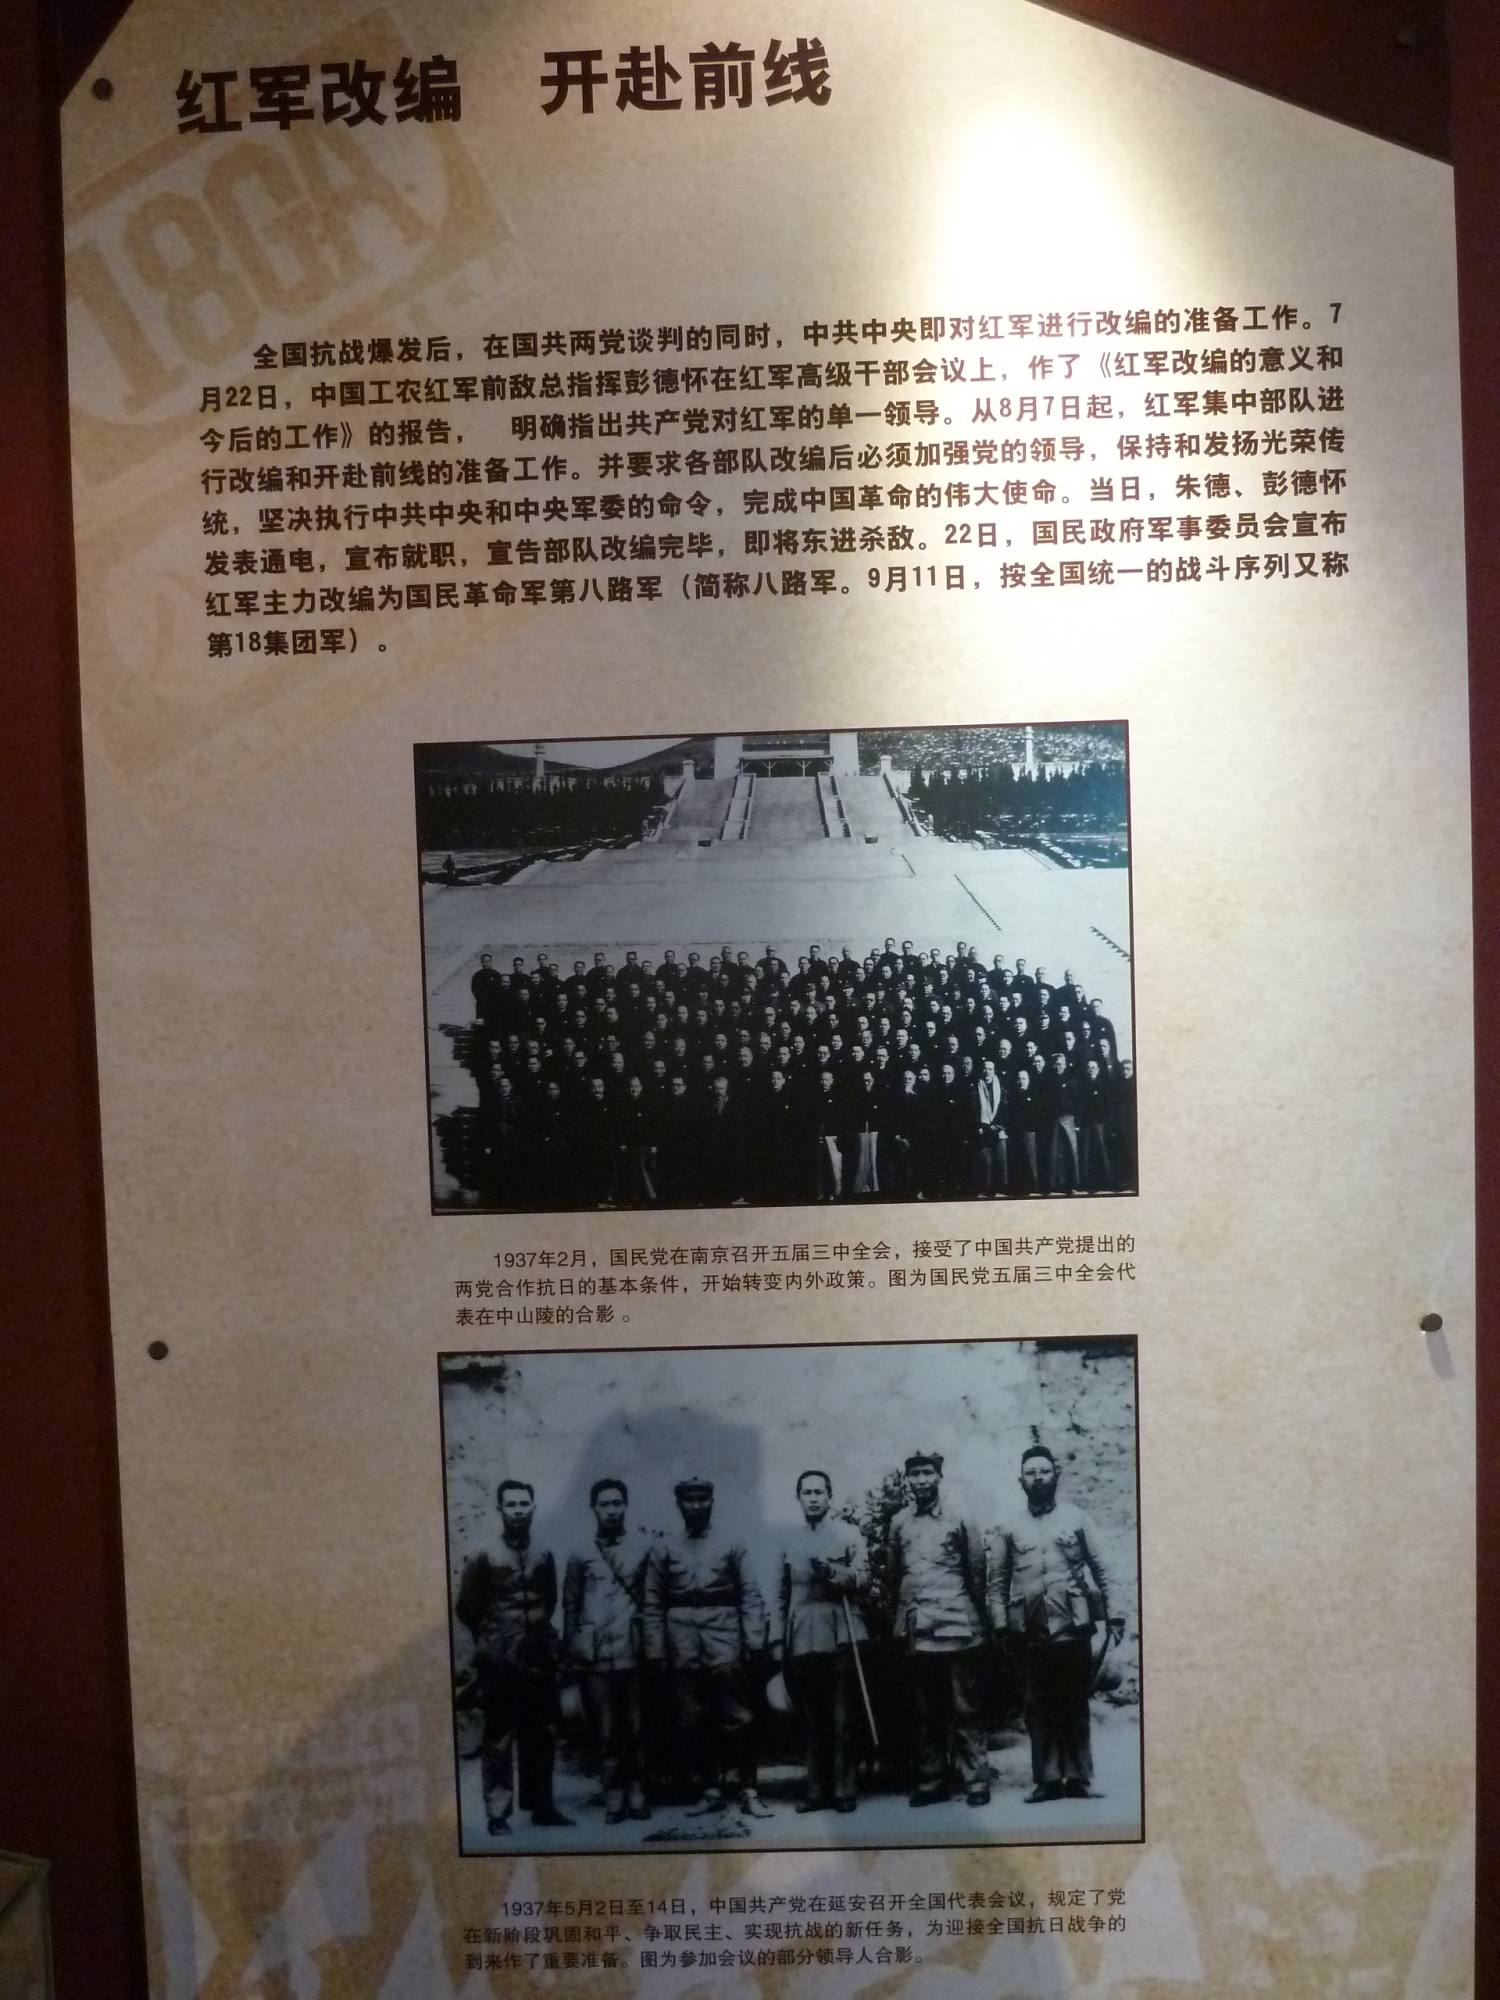 红军改编 开赴前线
18GA
全国抗战爆发后，在国共两党谈判的同时，中共中央即对红军进行改编的准备工作。7
月22日，中国工农红军前敌总指挥彭德怀在红军高级干部会议上，作了《红军改编的意义和
今后的工作》的报告， 明确指出共产党对红军的单一领导。从8月7日起，红军集中部队进
行改编和开赴前线的准备工作。并要求各部队改编后必须加强党的领导，保持和发扬光荣传
统，坚决执行中共中央和中央军委的命令，完成中国革命的伟大使命。当日，朱德、彭德怀
发表通电，宣布就职，宣告部队改编完毕，即将东进杀敌。22日，国民政府军事委员会宣布
红军主力改编为国民革命军第八路军（简称八路军。9月11日，按全国统一的战斗序列又称
第18集团军）。
1937年2月，国民党在南京召开五届三中全会，接受了中国共产党提出的
两党合作抗日的基本条件，开始转变内外政策。图为国民党五届三中全会代
表在中山陵的合影 。
1937年5月2日至14日，中国共产党在延安召开全国代表会议，规定了党
在新阶段巩固和平、争取民主、实现抗战的新任务，为迎接全国抗日战争的
到来作了重要准备。图为参加会议的部分领导人合影。